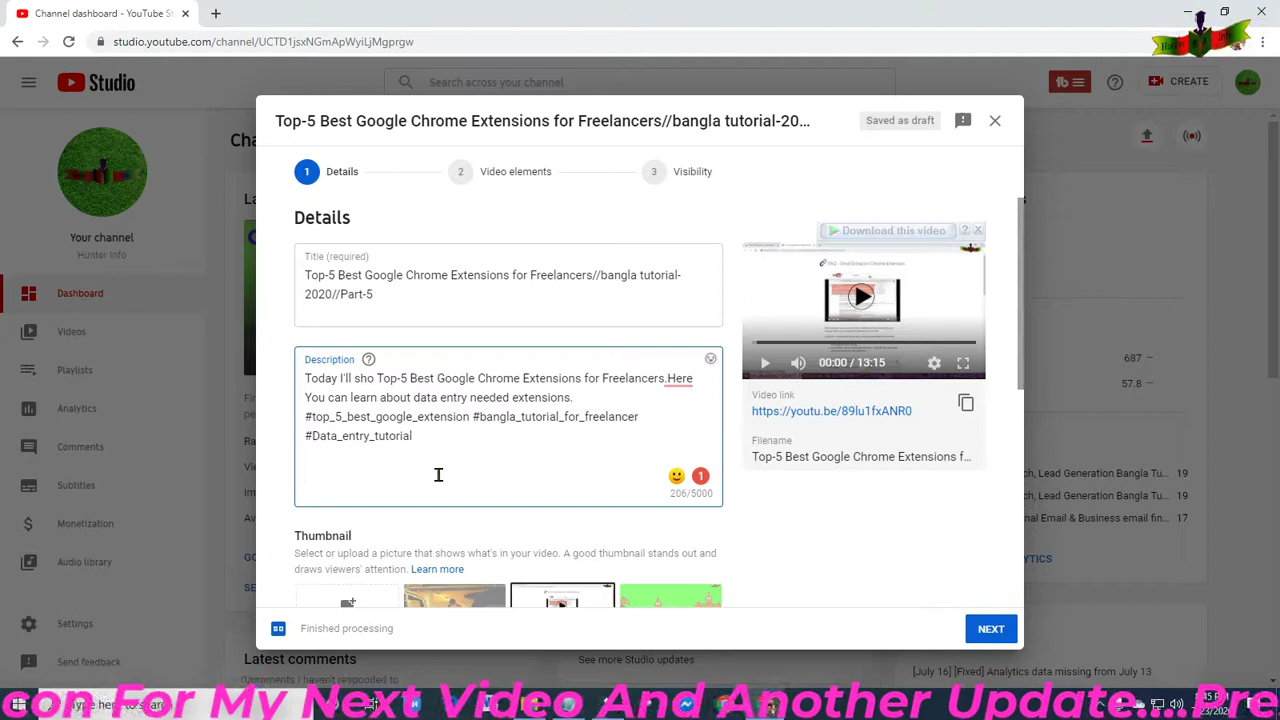 Channel dashboard - YouTube S
studio.youtube.com/channel/UCTD1jsxNGmApWyiLjMgprgw
Studio
Search across your channel
CREATE
Top-5 Best Google Chrome Extensions for Freelancers//bangla tutorial-20...
Saved as draft
1 Details
2 Video elements
3 Visibility
Details
Title (required)
Top-5 Best Google Chrome Extensions for Freelancers//bangla tutorial-
2020//Part-5
Description
Today I'll sho Top-5 Best Google Chrome Extensions for Freelancers.Here
You can learn about data entry needed extensions.
#top_5_best_google_extension #bangla_tutorial_for_freelancer
#Data_entry_tutorial
1
206/5000
Thumbnail
Select or upload a picture that shows what's in your video. A good thumbnail stands out and
draws viewers' attention. Learn more
Download this video
00:00 / 13:15
Video link
https://youtu.be/89lu1fxANR0
Filename
Top-5 Best Google Chrome Extensions f...
SD Finished processing
NEXT
Your channel
Hunter Info
Dashboard
Videos
Playlists
Analytics
Comments
Subtitles
Monetization
Audio library
Settings
Send feedback
687
57.8
ch, Lead Generation Bangla Tu... 19
ch, Lead Generation Bangla Tu... 19
onal Email & Business email fin... 17
Latest comments
See more Studio updates
[July 16] [Fixed] Analytics data missing from July 13
con For My Next Video And Another Update. Pre